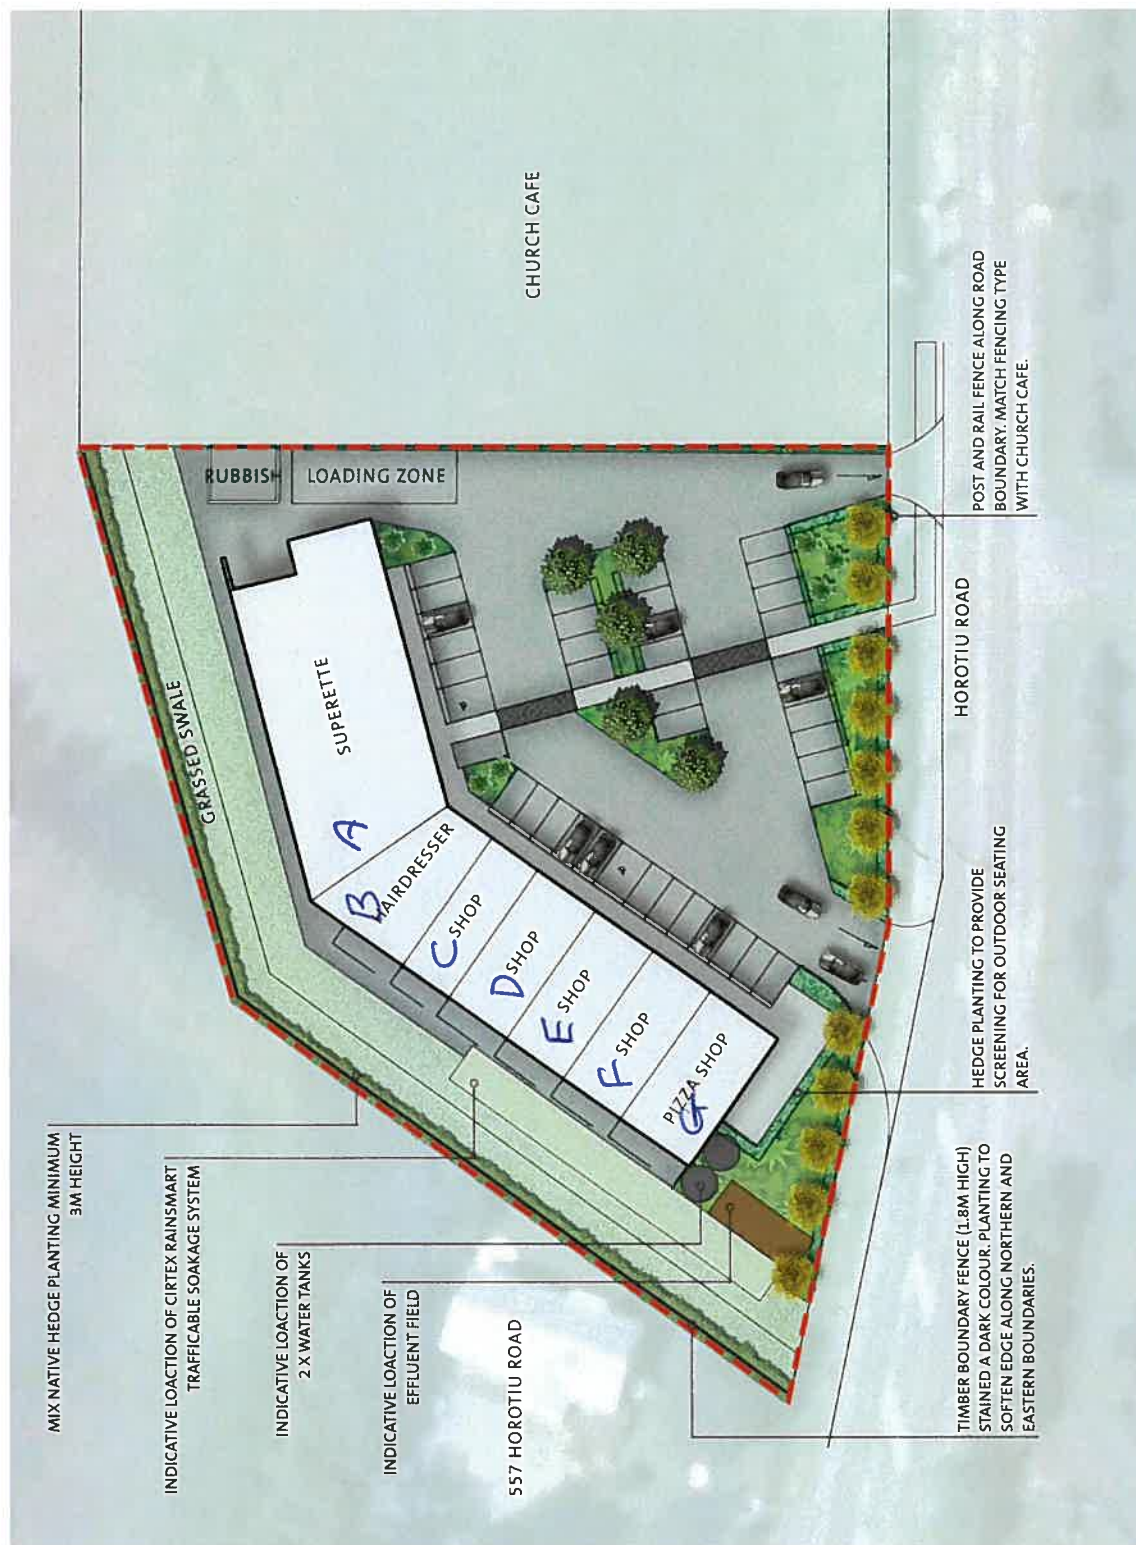 MIX NATIVE HEDGE PLANTING MINIMUM
3M HEIGHT
INDICATIVE LOACTION OF CIRTEX RAINSMART
TRAFFICABLE SOAKAGE SYSTEM
INDICATIVE LOACTION OF
2 X WATER TANKS
INDICATIVE LOACTION OF
EFFLUENT FIELD
557 HOROTIU ROAD
GRASSED SWALE
RUBBISH
LOADING ZONE
CHURCH CAFE
SUPERETTE
A
HAIRDRESSER
B
SHOP
C
SHOP
D
SHOP
E
SHOP
F
PIZZA SHOP
G
TIMBER BOUNDARY FENCE (1.8M HIGH)
STAINED A DARK COLOUR. PLANTING TO
SOFTEN EDGE ALONG NORTHERN AND
EASTERN BOUNDARIES.
HEDGE PLANTING TO PROVIDE
SCREENING FOR OUTDOOR SEATING
AREA.
HOROTIU ROAD
POST AND RAIL FENCE ALONG ROAD
BOUNDARY. MATCH FENCING TYPE
WITH CHURCH CAFE.